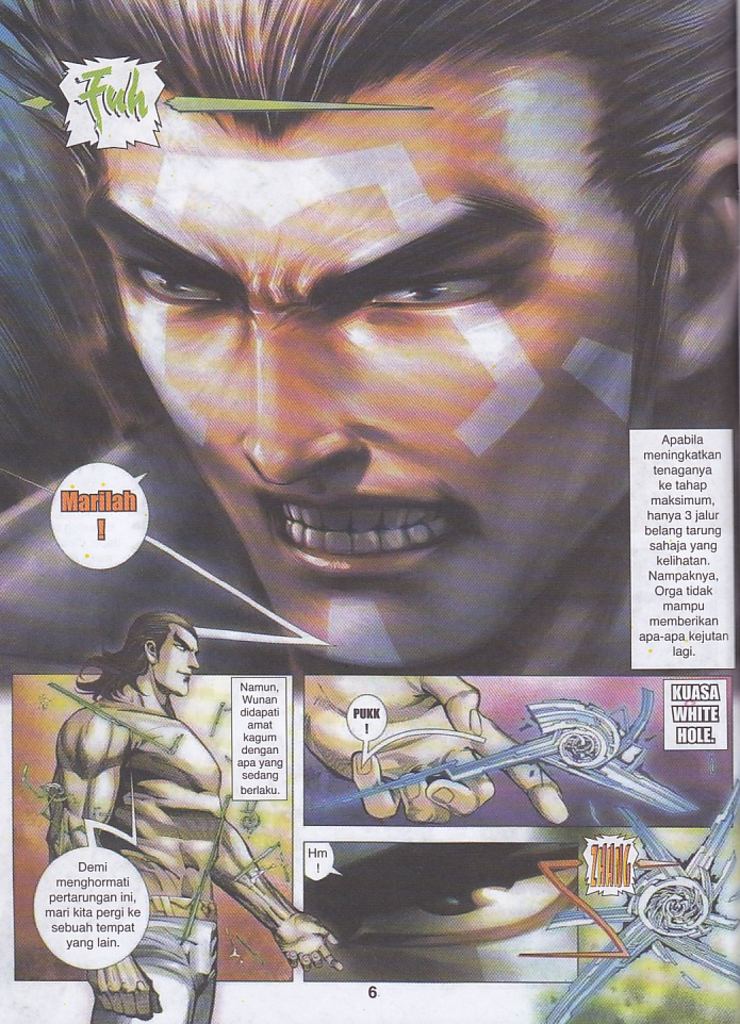 Fuh
Marilah
!
Apabila
meningkatkan
tenaganya
ke tahap
maksimum,
hanya 3 jalur
belang tarung
sahaja yang
kelihatan.
Nampaknya,
Orga tidak
mampu
memberikan
apa-apa kejutan
lagi.
Namun,
Wunan
didapati
amat
kagum
dengan
apa yang
sedang
berlaku.
Demi
menghormati
pertarungan ini,
mari kita pergi ke
sebuah tempat
yang lain.
PUKK
!
KUASA
WHITE
HOLE.
Hm
!
ZHANG
6